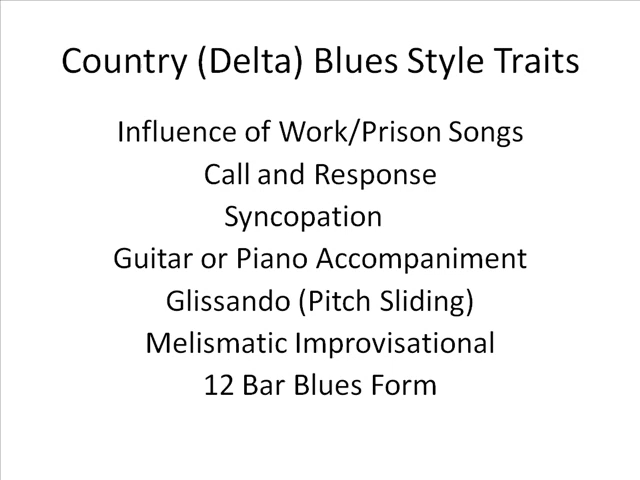 Country (Delta) Blues Style Traits
Influence of Work/Prison Songs
Call and Response
Syncopation
Guitar or Piano Accompaniment
Glissando (Pitch Sliding)
Melismatic Improvisational
12 Bar Blues Form